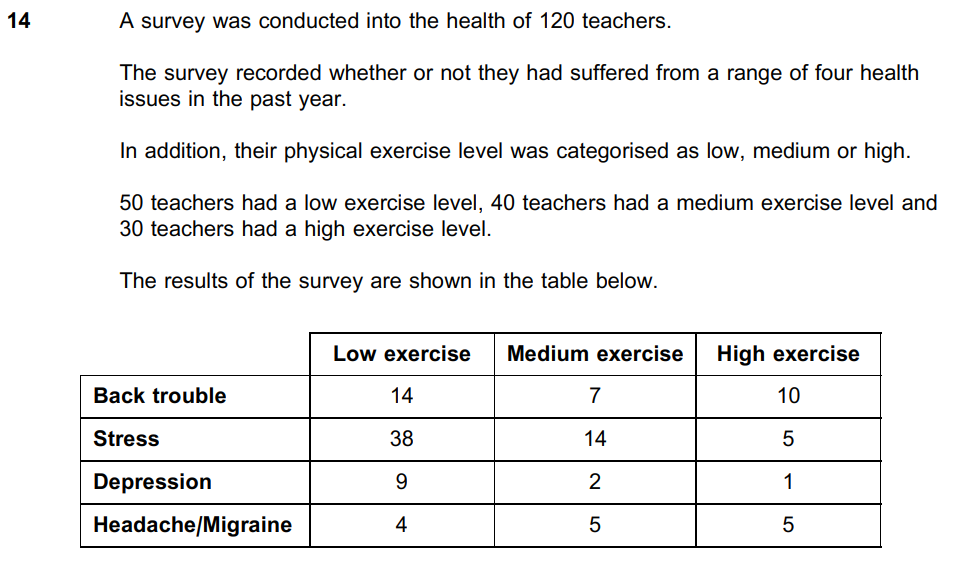 14 A survey was conducted into the health of 120 teachers.
The survey recorded whether or not they had suffered from a range of four health
issues in the past year.
In addition, their physical exercise level was categorised as low, medium or high.
50 teachers had a low exercise level, 40 teachers had a medium exercise level and
30 teachers had a high exercise level.
The results of the survey are shown in the table below.
Low exercise Medium exercise High exercise
Back trouble 14 7 10
Stress 38 14 5
Depression 9 2 1
Headache/Migraine 4 5 5